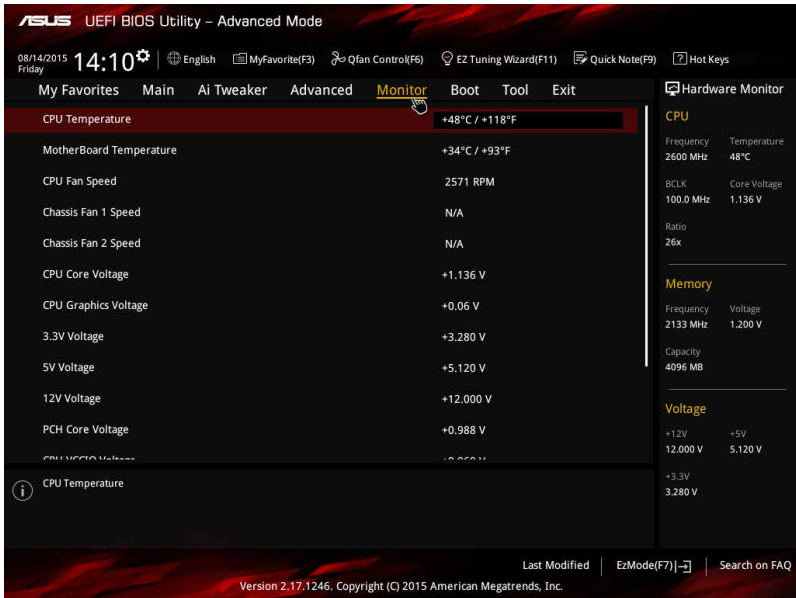 ASUS UEFI BIOS Utility – Advanced Mode
08/14/2015 Friday 14:10 English MyFavorite(F3) Qfan Control(F6) EZ Tuning Wizard(F11) Quick Note(F9) ? Hot Keys
My Favorites Main Ai Tweaker Advanced Monitor Boot Tool Exit
CPU Temperature +48°C / +118°F
MotherBoard Temperature +34°C / +93°F
CPU Fan Speed 2571 RPM
Chassis Fan 1 Speed N/A
Chassis Fan 2 Speed N/A
CPU Core Voltage +1.136 V
CPU Graphics Voltage +0.06 V
3.3V Voltage +3.280 V
5V Voltage +5.120 V
12V Voltage +12.000 V
PCH Core Voltage +0.988 V
CPU VCCIO Voltage
CPU Temperature
Hardware Monitor
CPU
Frequency Temperature
2600 MHz 48°C
BCLK Core Voltage
100.0 MHz 1.136 V
Ratio
26x
Memory
Frequency Voltage
2133 MHz 1.200 V
Capacity
4096 MB
Voltage
+12V +5V
12.000 V 5.120 V
+3.3V
3.280 V
Last Modified EzMode(F7) Search on FAQ
Version 2.17.1246. Copyright (C) 2015 American Megatrends, Inc.